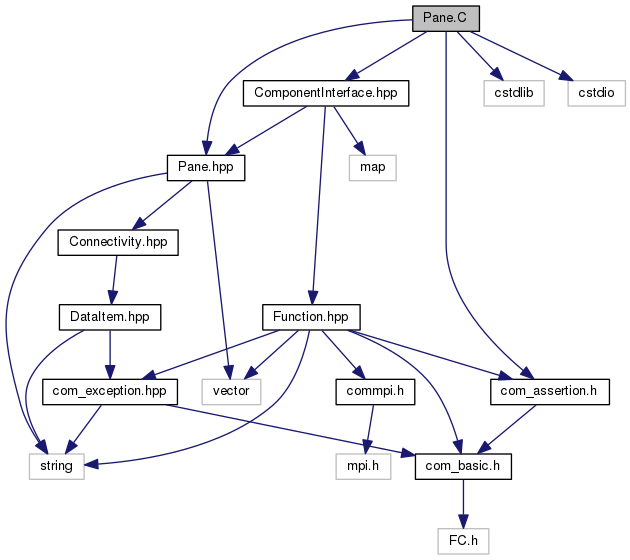 Pane.C
ComponentInterface.hpp
cstdlib
cstdio
Pane.hpp
map
Connectivity.hpp
DataItem.hpp
Function.hpp
com_exception.hpp
vector
commpi.h
com_assertion.h
string
mpi.h
com_basic.h
FC.h